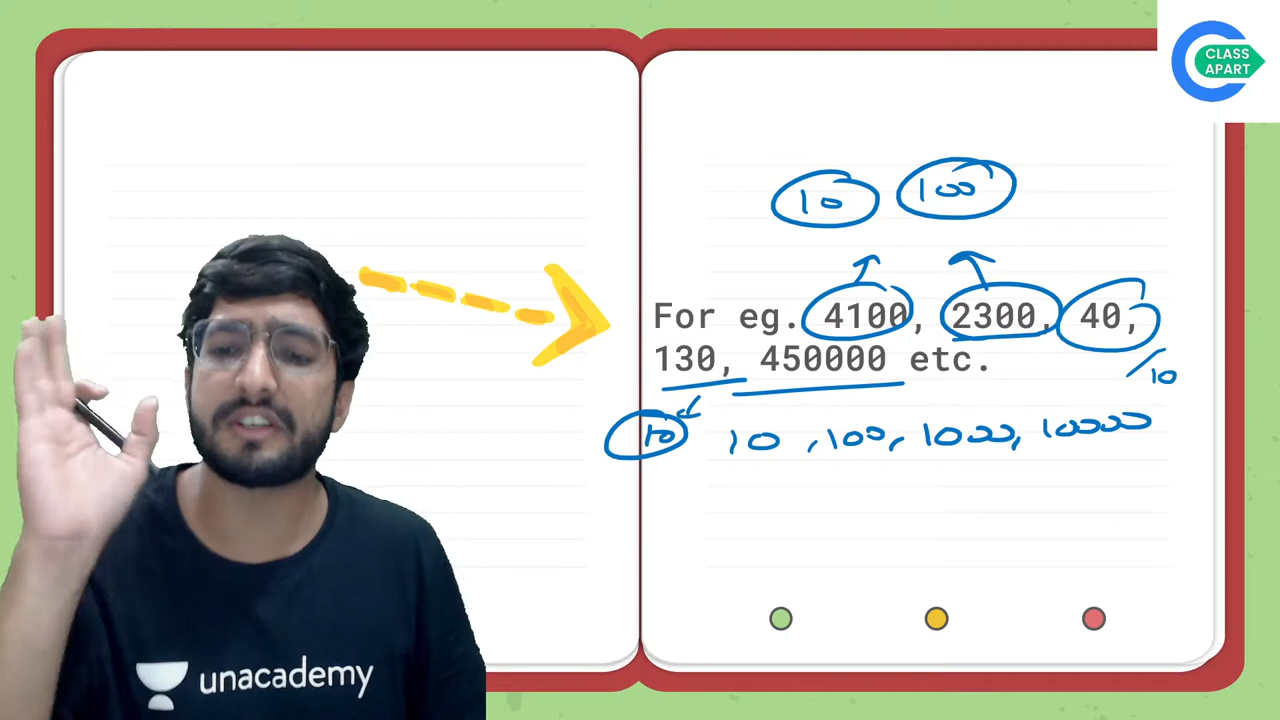 CLASS
APART
10 100
For eg. 4100, 2300, 40,
130, 450000 etc.
/10
10 10 , 100, 1000, 10000
unacademy